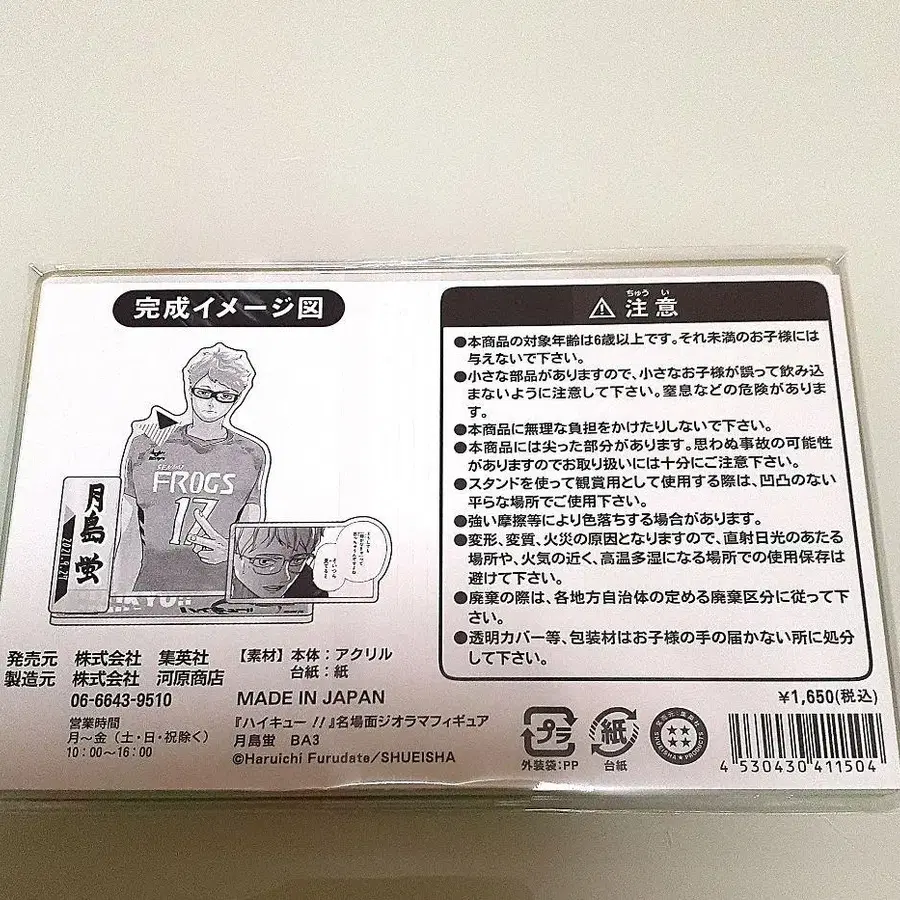 完成イメージ図
SENDAI
FROGS
17
月島 蛍
ちゅう い
注意
●本商品の対象年齢は6歳以上です。それ未満のお子様には
与えないで下さい。
●小さな部品がありますので、小さなお子様が誤って飲み込
まないように注意して下さい。窒息などの危険がありま
す。
●本商品に無理な負担をかけたりしないで下さい。
●本商品には尖った部分があります。思わぬ事故の可能性
がありますのでお取り扱いには十分にご注意下さい。
●スタンドを使って観賞用として使用する際は、凹凸のない
平らな場所でご使用下さい。
●強い摩擦等により色落ちする場合があります。
●変形、変質、火災の原因となりますので、直射日光のあたる
場所や、火気の近く、高温多湿になる場所での使用保存は
避けて下さい。
●廃棄の際は、各地方自治体の定める廃棄区分に従って下
さい。
●透明カバー等、包装材はお子様の手の届かない所に処分
して下さい。
発売元 株式会社 集英社
製造元 株式会社 河原商店
06-6643-9510
営業時間
月～金（土・日・祝除く）
10：00～16：00
【素材】本体：アクリル
台紙：紙
MADE IN JAPAN
『ハイキュー!!』名場面ジオラマフィギュア
月島蛍 BA3
©Haruichi Furudate/SHUEISHA
プラ
外装袋：PP
紙
台紙
¥1,650(税込)
4 530430 411504